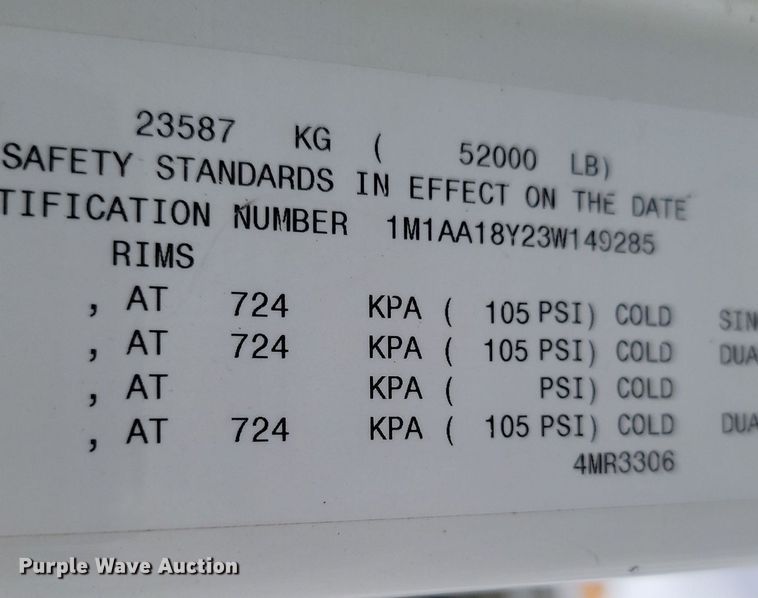 23587 KG ( 52000 LB)
SAFETY STANDARDS IN EFFECT ON THE DATE
TIFICATION NUMBER 1M1AA18Y23W149285
RIMS
, AT 724 KPA ( 105 PSI) COLD SIN
, AT 724 KPA ( 105 PSI) COLD DUA
, AT KPA ( PSI) COLD
, AT 724 KPA ( 105 PSI) COLD DUA
4MR3306
Purple Wave Auction